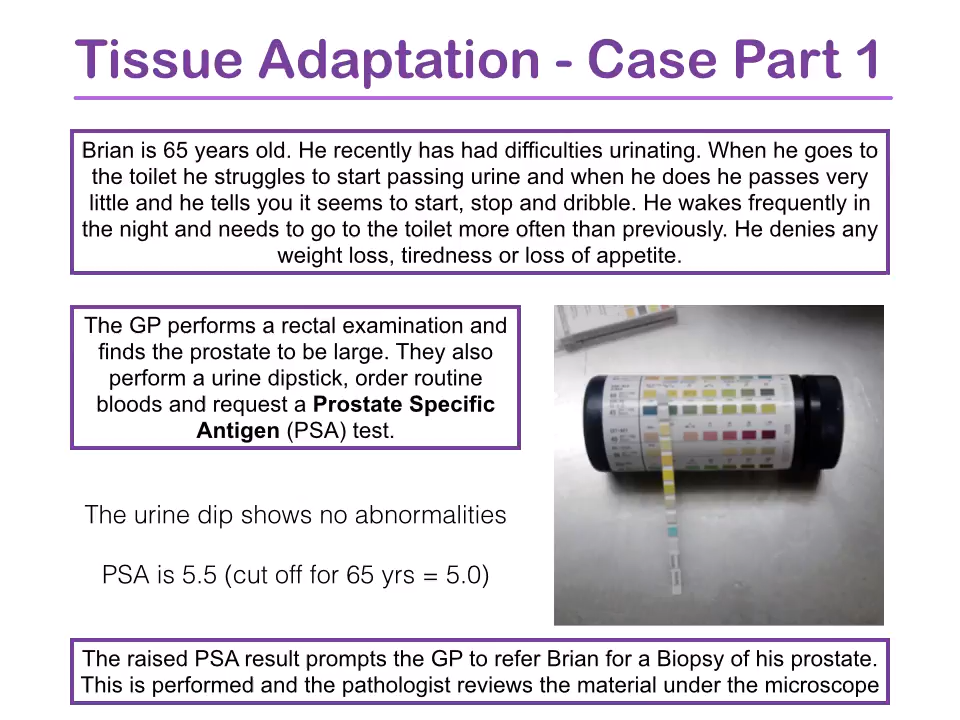 Tissue Adaptation - Case Part 1
Brian is 65 years old. He recently has had difficulties urinating. When he goes to
the toilet he struggles to start passing urine and when he does he passes very
little and he tells you it seems to start, stop and dribble. He wakes frequently in
the night and needs to go to the toilet more often than previously. He denies any
weight loss, tiredness or loss of appetite.
The GP performs a rectal examination and
finds the prostate to be large. They also
perform a urine dipstick, order routine
bloods and request a Prostate Specific
Antigen (PSA) test.
The urine dip shows no abnormalities
PSA is 5.5 (cut off for 65 yrs = 5.0)
The raised PSA result prompts the GP to refer Brian for a Biopsy of his prostate.
This is performed and the pathologist reviews the material under the microscope